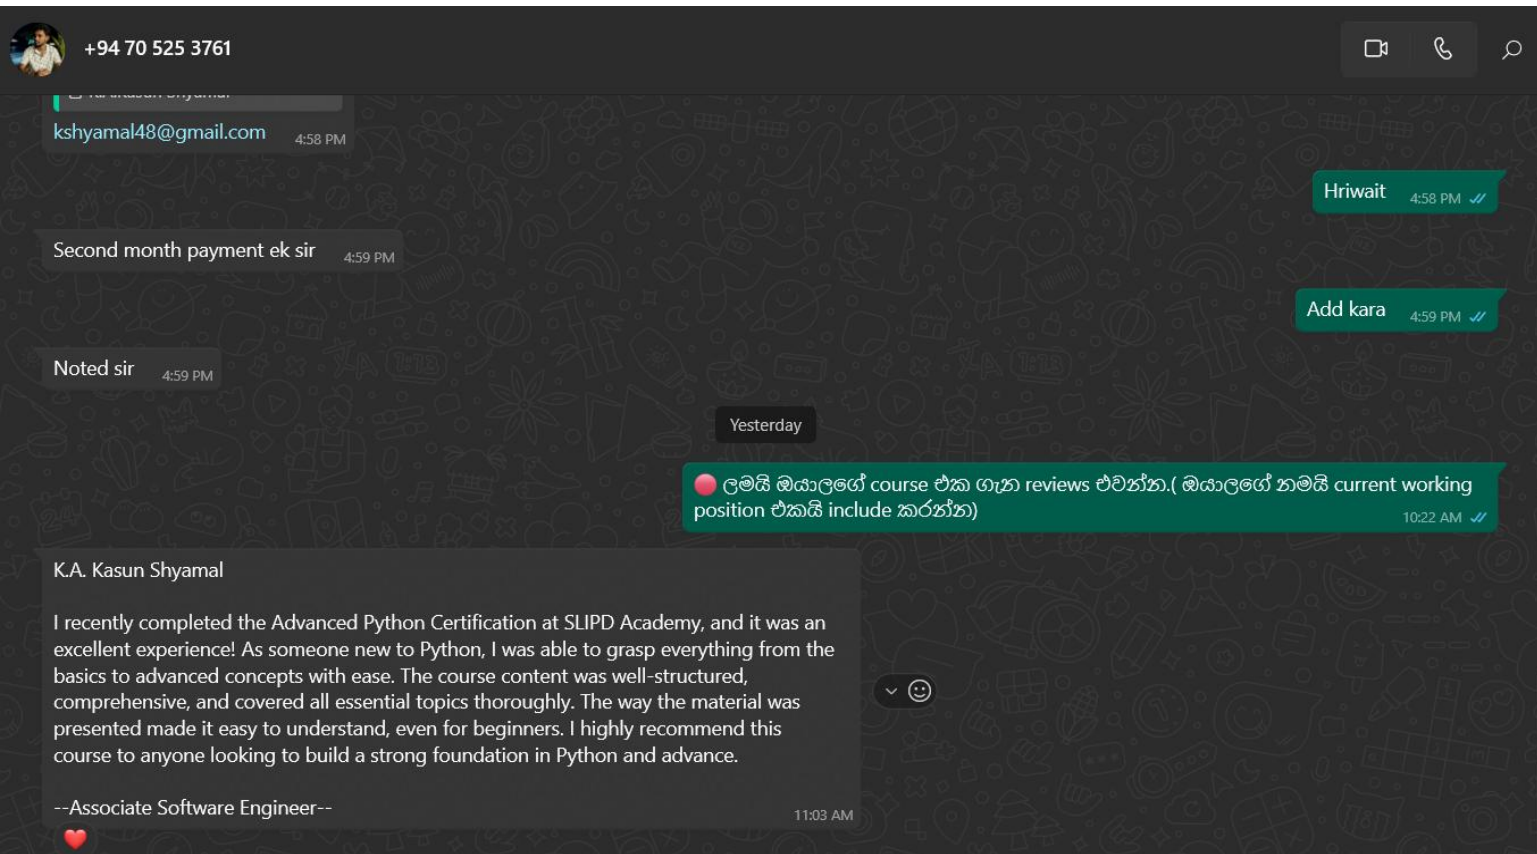 +94 70 525 3761
kshyamal48@gmail.com 4:58 PM
Hriwait 4:58 PM
Second month payment ek sir 4:59 PM
Add kara 4:59 PM
Noted sir 4:59 PM
Yesterday
🔴 ලමයි ඔයාලගේ course එක ගැන reviews එවන්න.( ඔයාලගේ නමයි current working
position එකයි include කරන්න) 10:22 AM
K.A. Kasun Shyamal
I recently completed the Advanced Python Certification at SLIPD Academy, and it was an
excellent experience! As someone new to Python, I was able to grasp everything from the
basics to advanced concepts with ease. The course content was well-structured,
comprehensive, and covered all essential topics thoroughly. The way the material was
presented made it easy to understand, even for beginners. I highly recommend this
course to anyone looking to build a strong foundation in Python and advance.
--Associate Software Engineer-- 11:03 AM
❤️